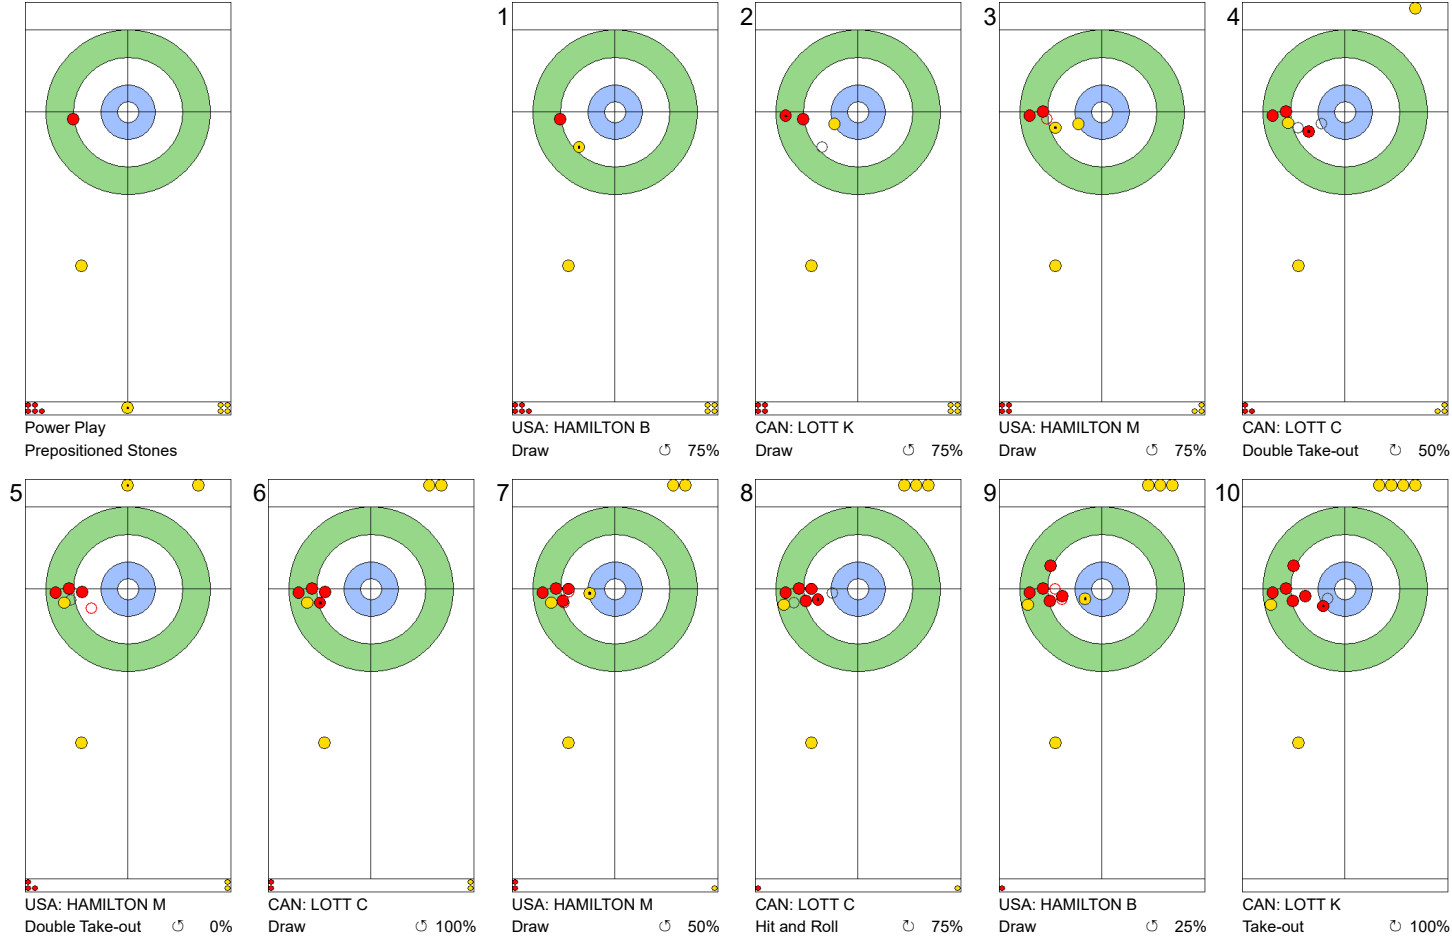 1 2 3 4
Power Play
Prepositioned Stones
USA: HAMILTON B
Draw 75%
CAN: LOTT K
Draw 75%
USA: HAMILTON M
Draw 75%
CAN: LOTT C
Double Take-out 50%
5 6 7 8 9 10
USA: HAMILTON M
Double Take-out 0%
CAN: LOTT C
Draw 100%
USA: HAMILTON M
Draw 50%
CAN: LOTT C
Hit and Roll 75%
USA: HAMILTON B
Draw 25%
CAN: LOTT K
Take-out 100%